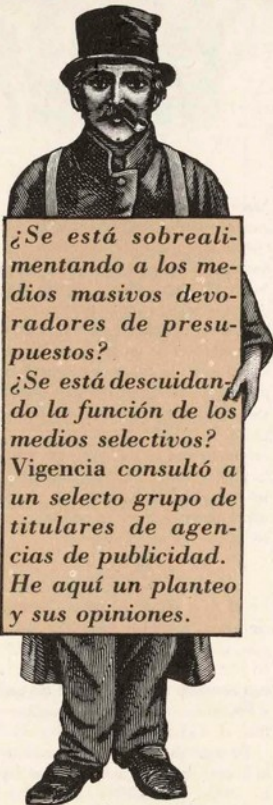 ¿Se está sobreali-
mentando a los me-
dios masivos devo-
radores de presu-
puestos?
¿Se está descuidan-
do la función de los
medios selectivos?
Vigencia consultó a
un selecto grupo de
titulares de agen-
cias de publicidad.
He aquí un planteo
y sus opiniones.